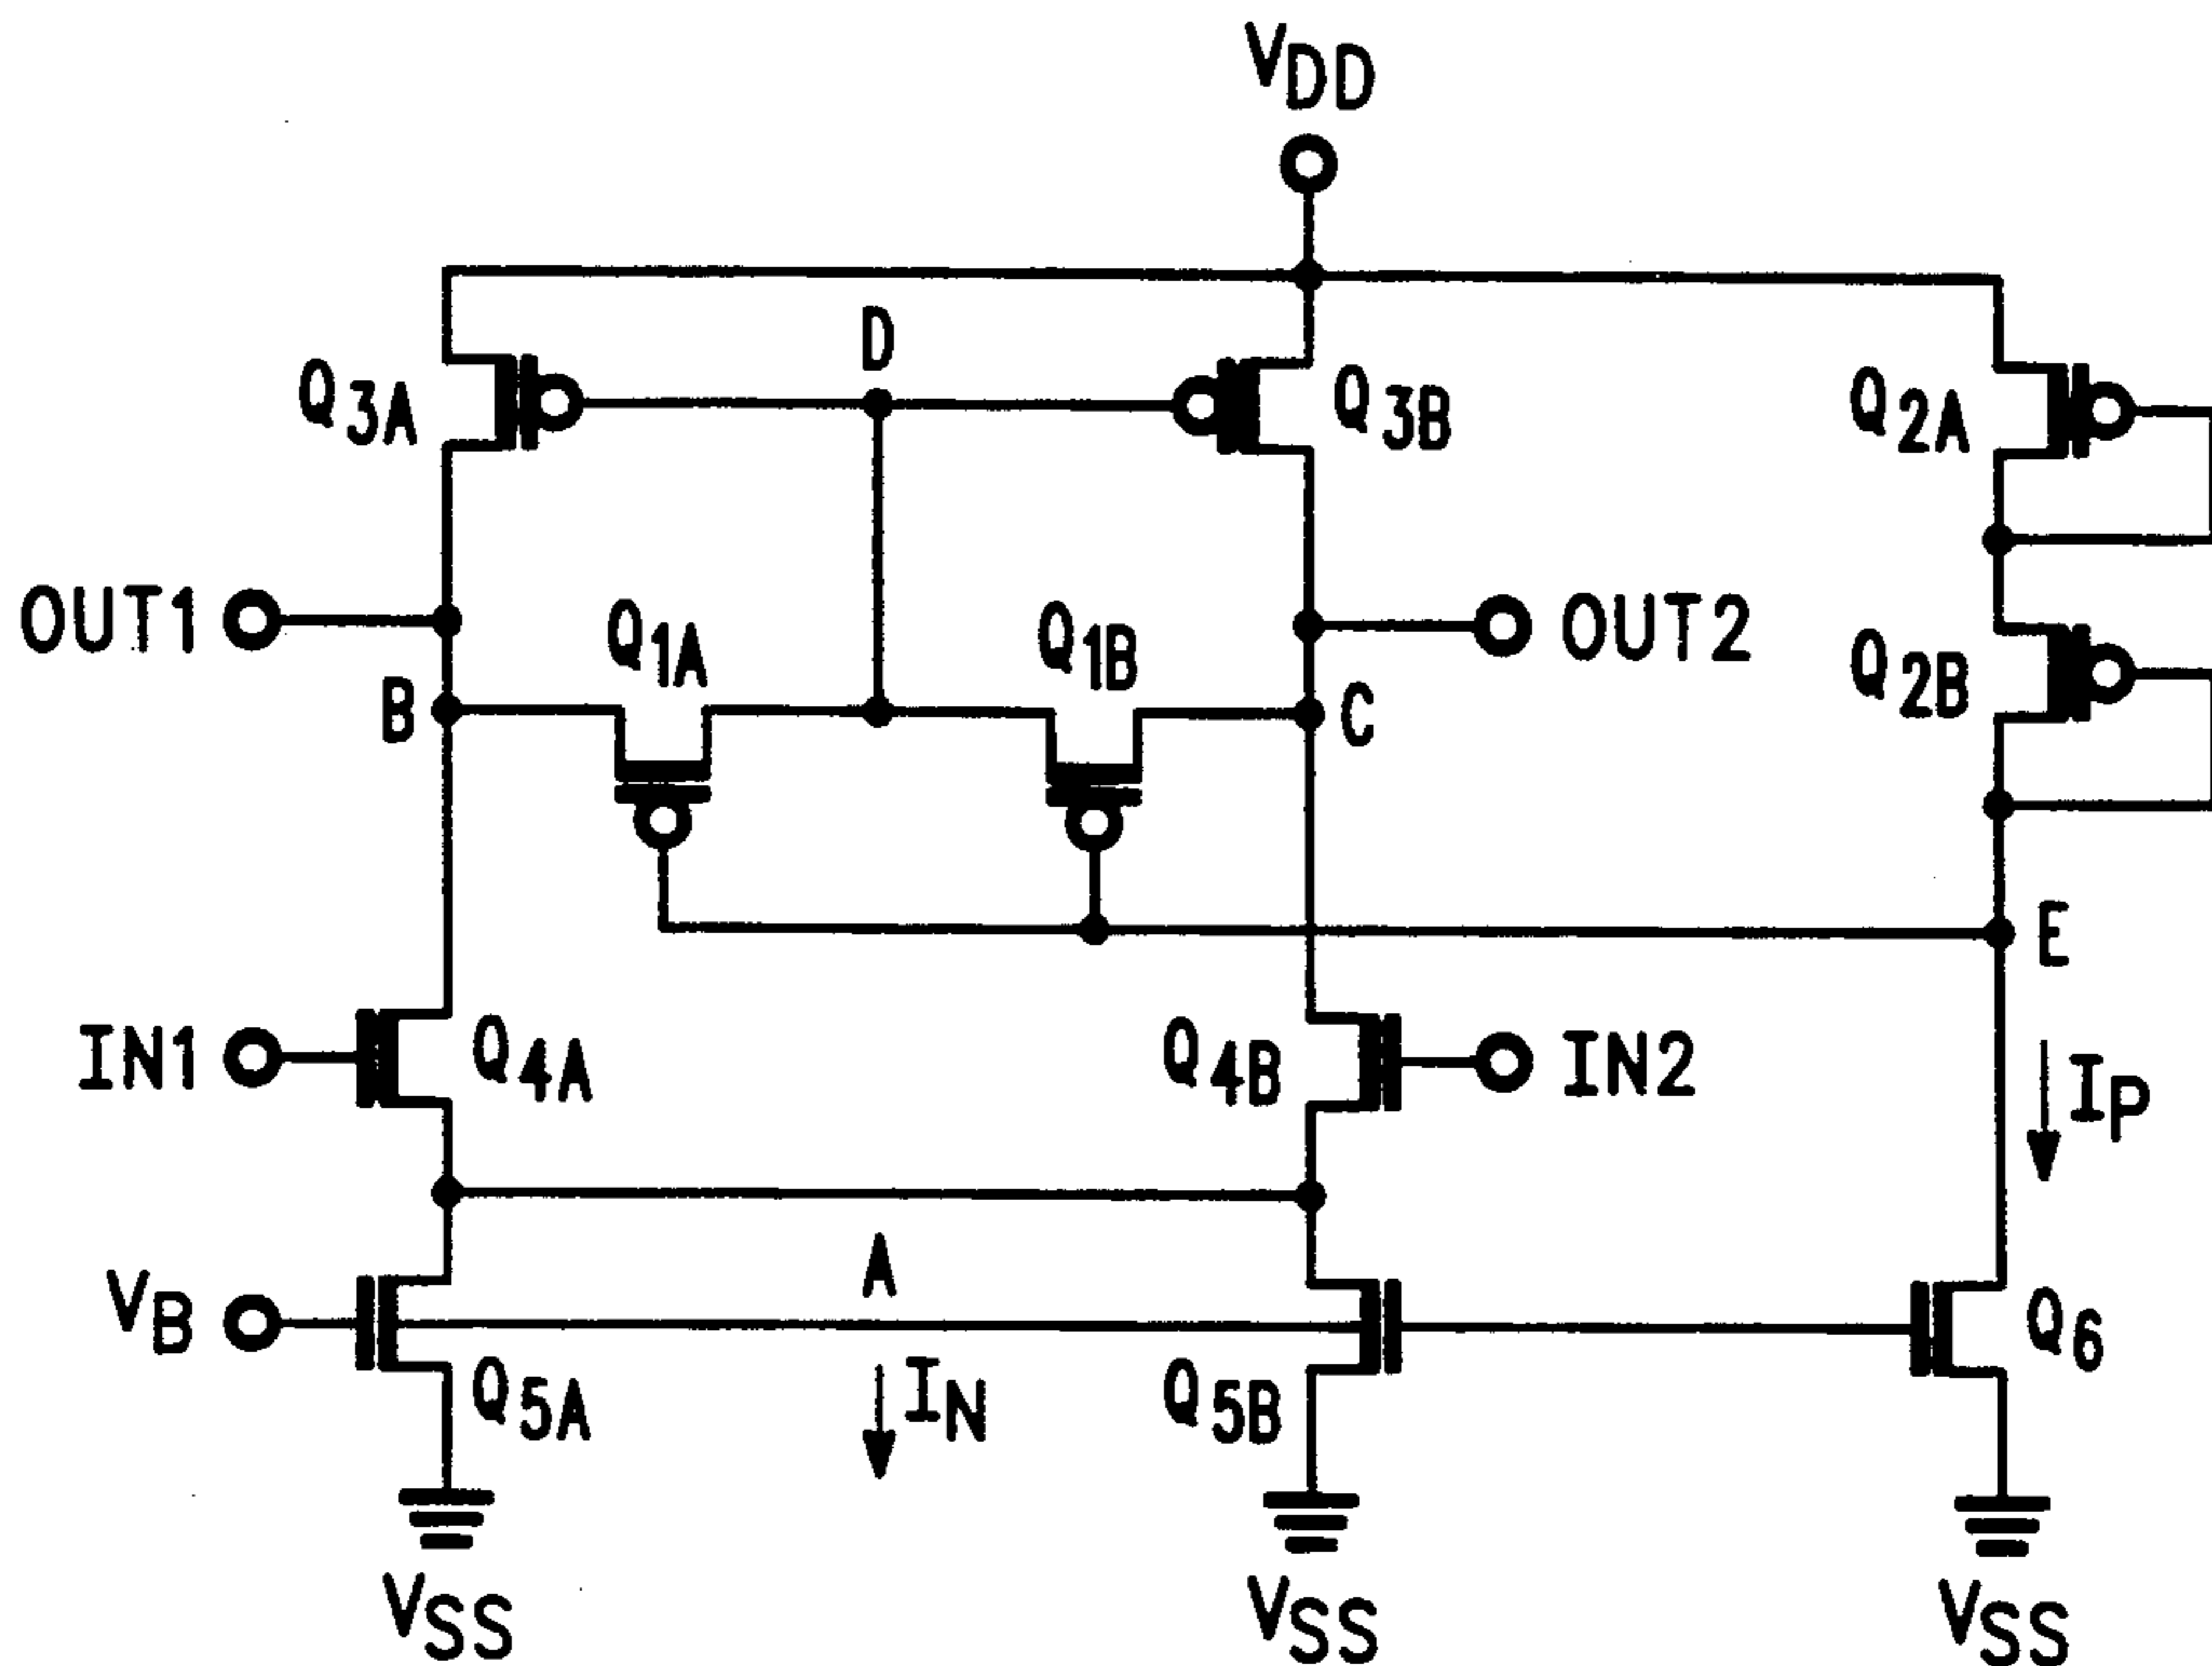 VDD
D
Q3A
Q3B
Q2A
OUT1
Q1A
Q1B
OUT2
Q2B
B
C
E
IN1
Q4A
Q4B
IN2
IP
A
VB
Q5A
IN
Q5B
Q6
VSS
VSS
VSS